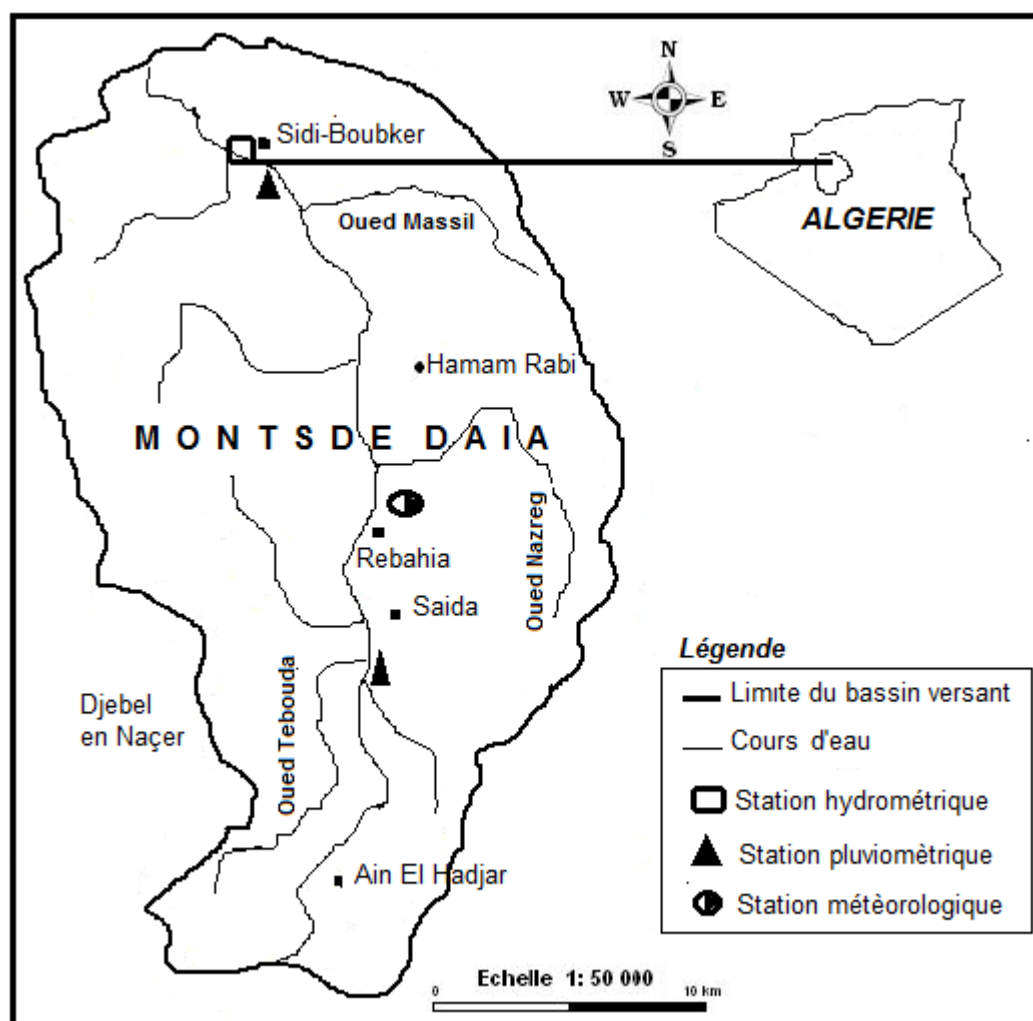 N
W E
S
Sidi-Boubker
Oued Massil
ALGERIE
Hamam Rabi
MONTSDE DAIA
Rebahia
Oued Nazreg
Saida
Djebel
en Naçer
Oued Tebouda
Ain El Hadjar
Légende
Limite du bassin versant
Cours d'eau
Station hydrométrique
Station pluviomètrique
Station métèorologique
Echelle 1: 50 000
0 10 km